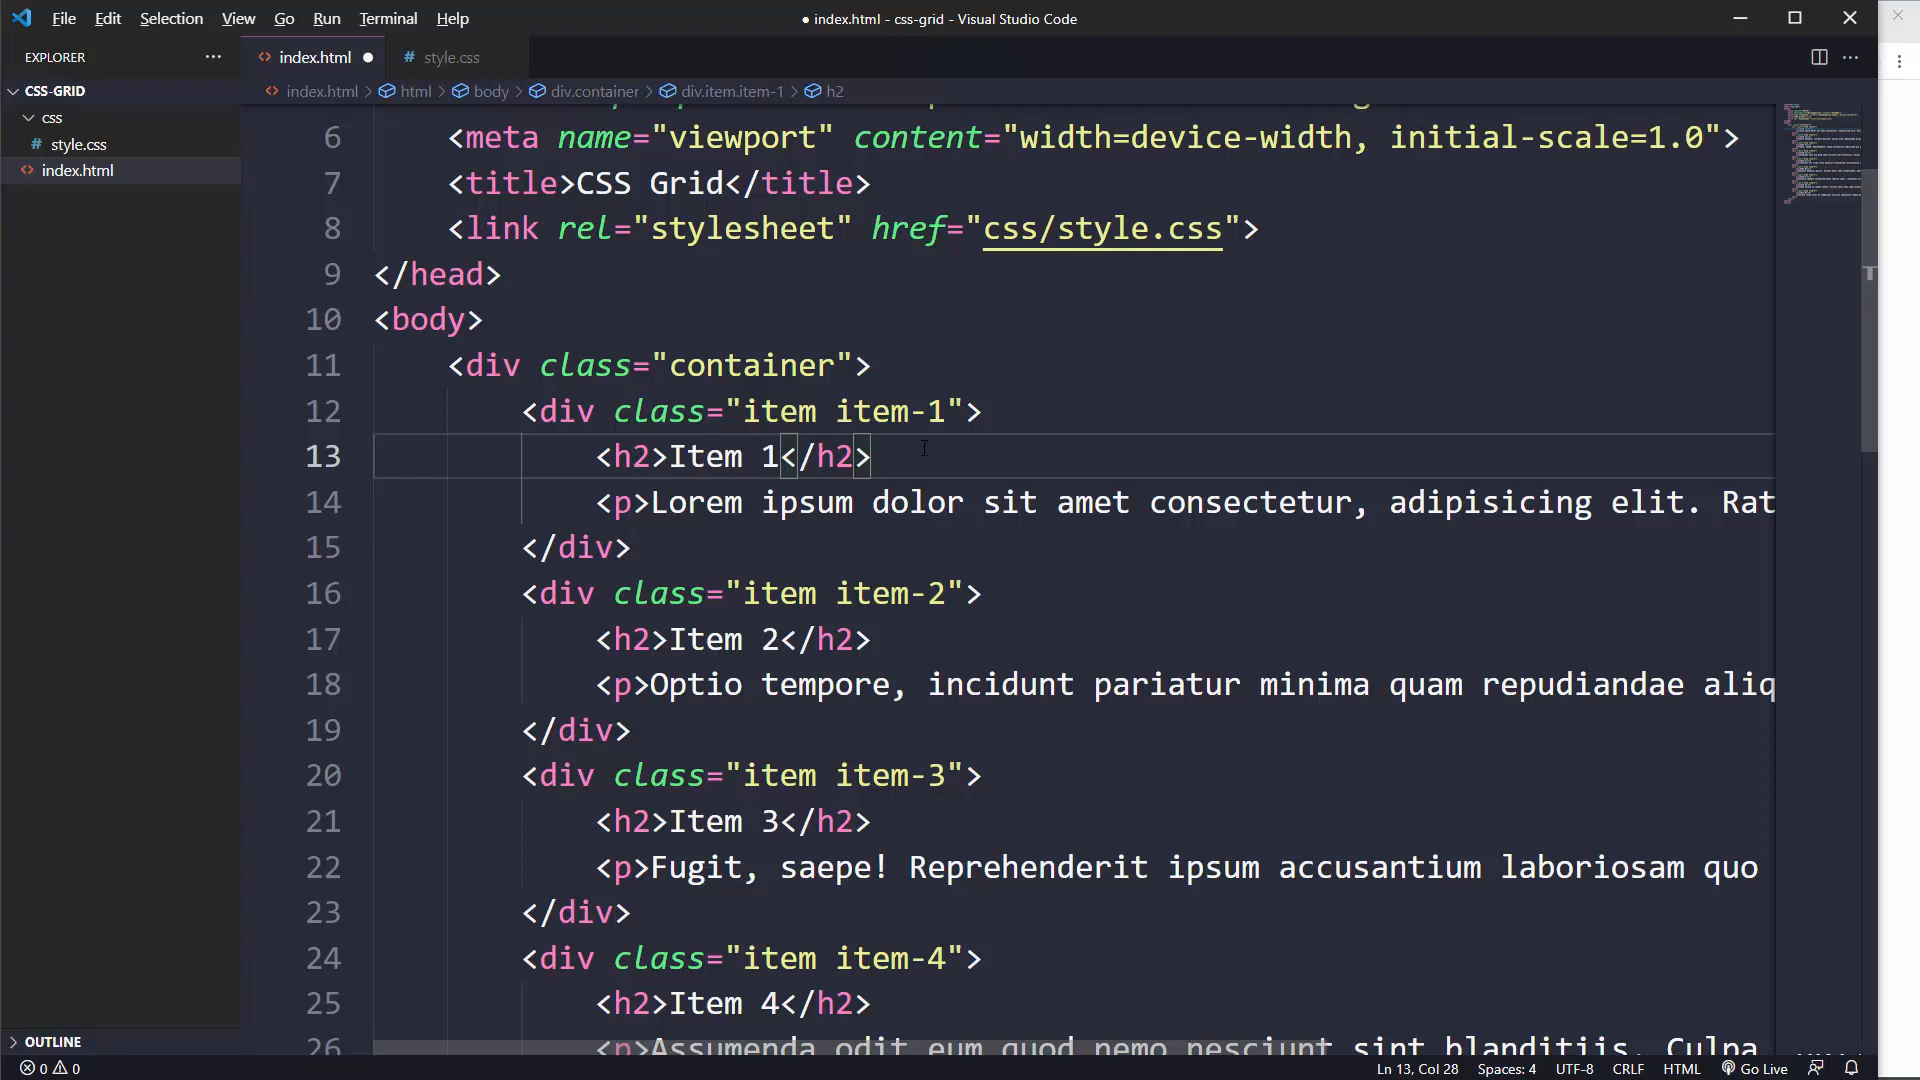 File Edit Selection View Go Run Terminal Help
● index.html - css-grid - Visual Studio Code
EXPLORER
index.html
# style.css
CSS-GRID
index.html > html > body > div.container > div.item.item-1 > h2
css
# style.css
index.html
6 <meta name="viewport" content="width=device-width, initial-scale=1.0">
7 <title>CSS Grid</title>
8 <link rel="stylesheet" href="css/style.css">
9 </head>
10 <body>
11 <div class="container">
12 <div class="item item-1">
13 <h2>Item 1</h2>
14 <p>Lorem ipsum dolor sit amet consectetur, adipisicing elit. Rat
15 </div>
16 <div class="item item-2">
17 <h2>Item 2</h2>
18 <p>Optio tempore, incidunt pariatur minima quam repudiandae aliq
19 </div>
20 <div class="item item-3">
21 <h2>Item 3</h2>
22 <p>Fugit, saepe! Reprehenderit ipsum accusantium laboriosam quo
23 </div>
24 <div class="item item-4">
25 <h2>Item 4</h2>
26 <p>Assumenda odit eum quod nemo nesciunt sint blanditiis. Culpa
OUTLINE
0 0
Ln 13, Col 28 Spaces: 4 UTF-8 CRLF HTML Go Live